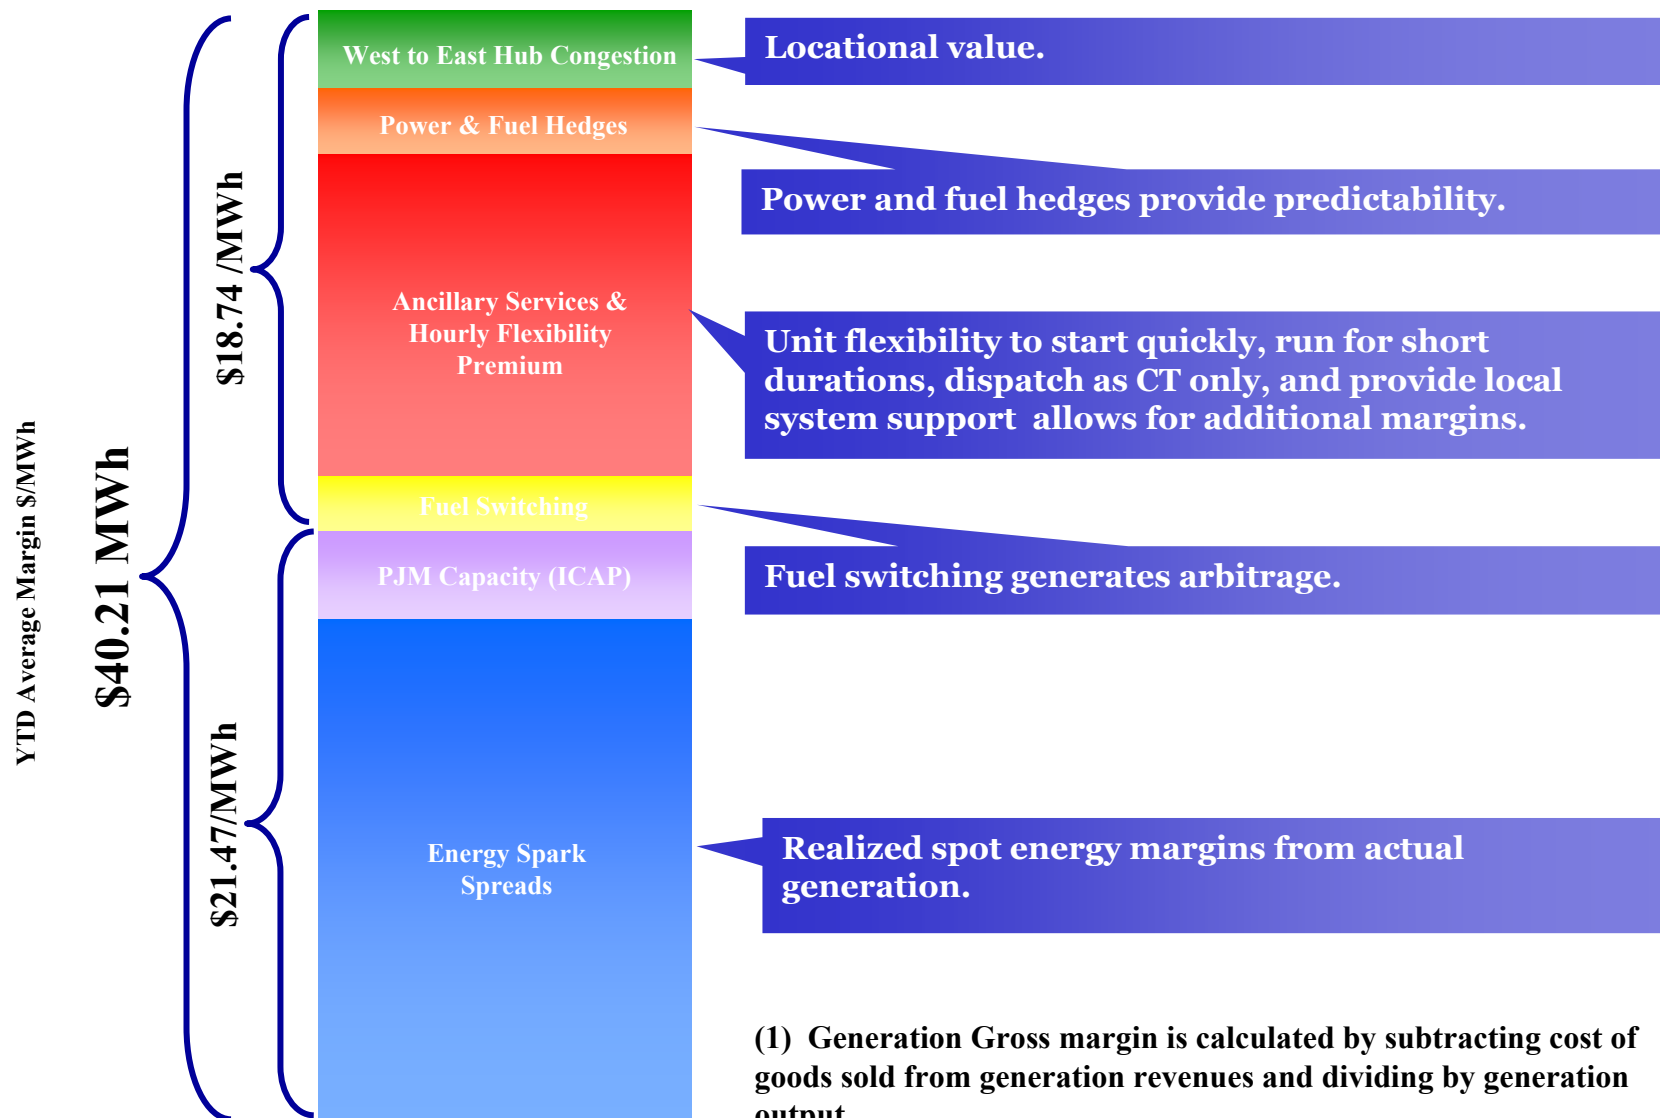 YTD Average Margin $/MWh
$40.21 MWh
$18.74 /MWh
$21.47/MWh
West to East Hub Congestion
Locational value.
Power & Fuel Hedges
Power and fuel hedges provide predictability.
Ancillary Services &
Hourly Flexibility
Premium
Unit flexibility to start quickly, run for short
durations, dispatch as CT only, and provide local
system support  allows for additional margins.
Fuel Switching
Fuel switching generates arbitrage.
PJM Capacity (ICAP)
Energy Spark
Spreads
Realized spot energy margins from actual
generation.
(1)  Generation Gross margin is calculated by subtracting cost of
goods sold from generation revenues and dividing by generation
output